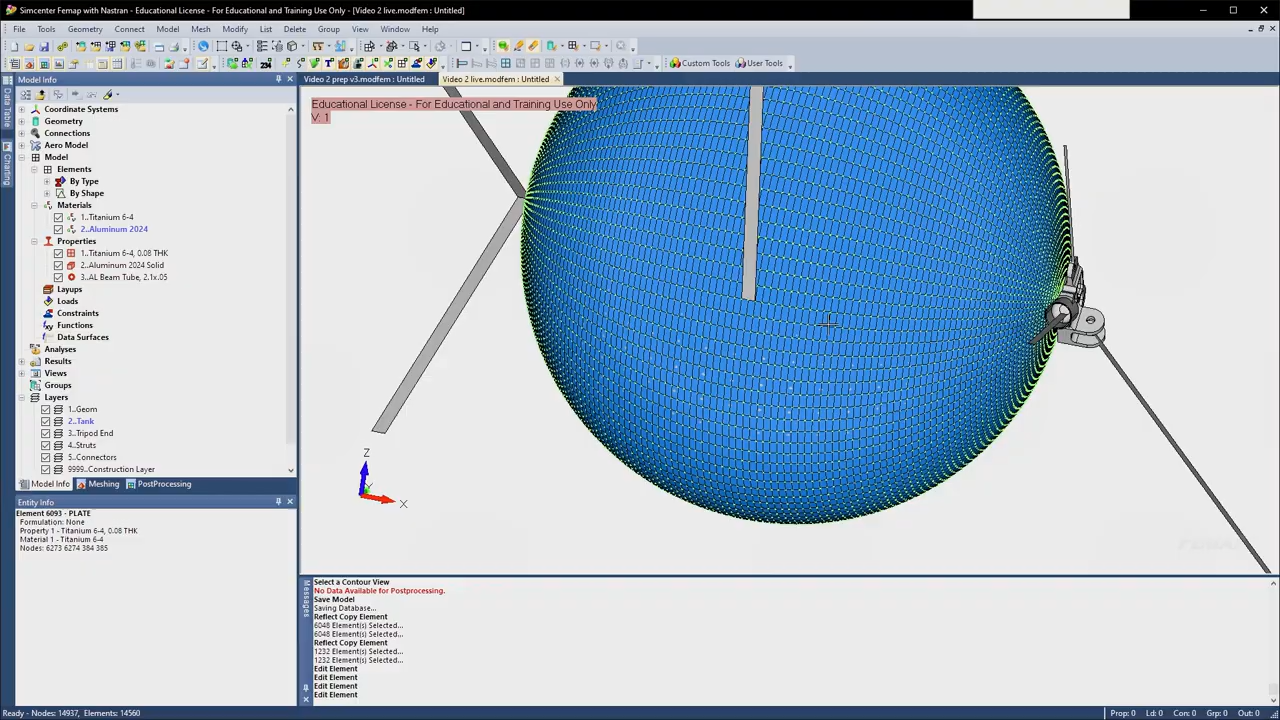 Simcenter Femap with Nastran - Educational License - For Educational and Training Use Only - [Video 2 live.modfem : Untitled]
File Tools Geometry Connect Model Mesh Modify List Delete Group View Window Help
Custom Tools User Tools
Model Info
Video 2 prep v3.modfem : Untitled
Video 2 live.modfem : Untitled
Data Table
Charting
Educational License - For Educational and Training Use Only
V: 1
Coordinate Systems
Geometry
Connections
Aero Model
Model
Elements
By Type
By Shape
Materials
1..Titanium 6-4
2..Aluminum 2024
Properties
1..Titanium 6-4, 0.08 THK
2..Aluminum 2024 Solid
3..AL Beam Tube, 2.1x.05
Layups
Loads
Constraints
Functions
Data Surfaces
Analyses
Results
Views
Groups
Layers
1..Geom
2..Tank
3..Tripod End
4..Struts
5..Connectors
9999..Construction Layer
Model Info Meshing PostProcessing
Z
Y
X
Entity Info
Element 6093 - PLATE
Formulation: None
Property 1 - Titanium 6-4, 0.08 THK
Material 1 - Titanium 6-4
Nodes: 6273 6274 384 385
Messages
Select a Contour View
No Data Available for Postprocessing.
Save Model
Saving Database...
Reflect Copy Element
6048 Element(s) Selected...
6048 Element(s) Selected...
Reflect Copy Element
1232 Element(s) Selected...
1232 Element(s) Selected...
Edit Element
Edit Element
Edit Element
Edit Element
Ready - Nodes: 14937, Elements: 14560
Prop: 0 Ld: 0 Con: 0 Grp: 0 Out: 0